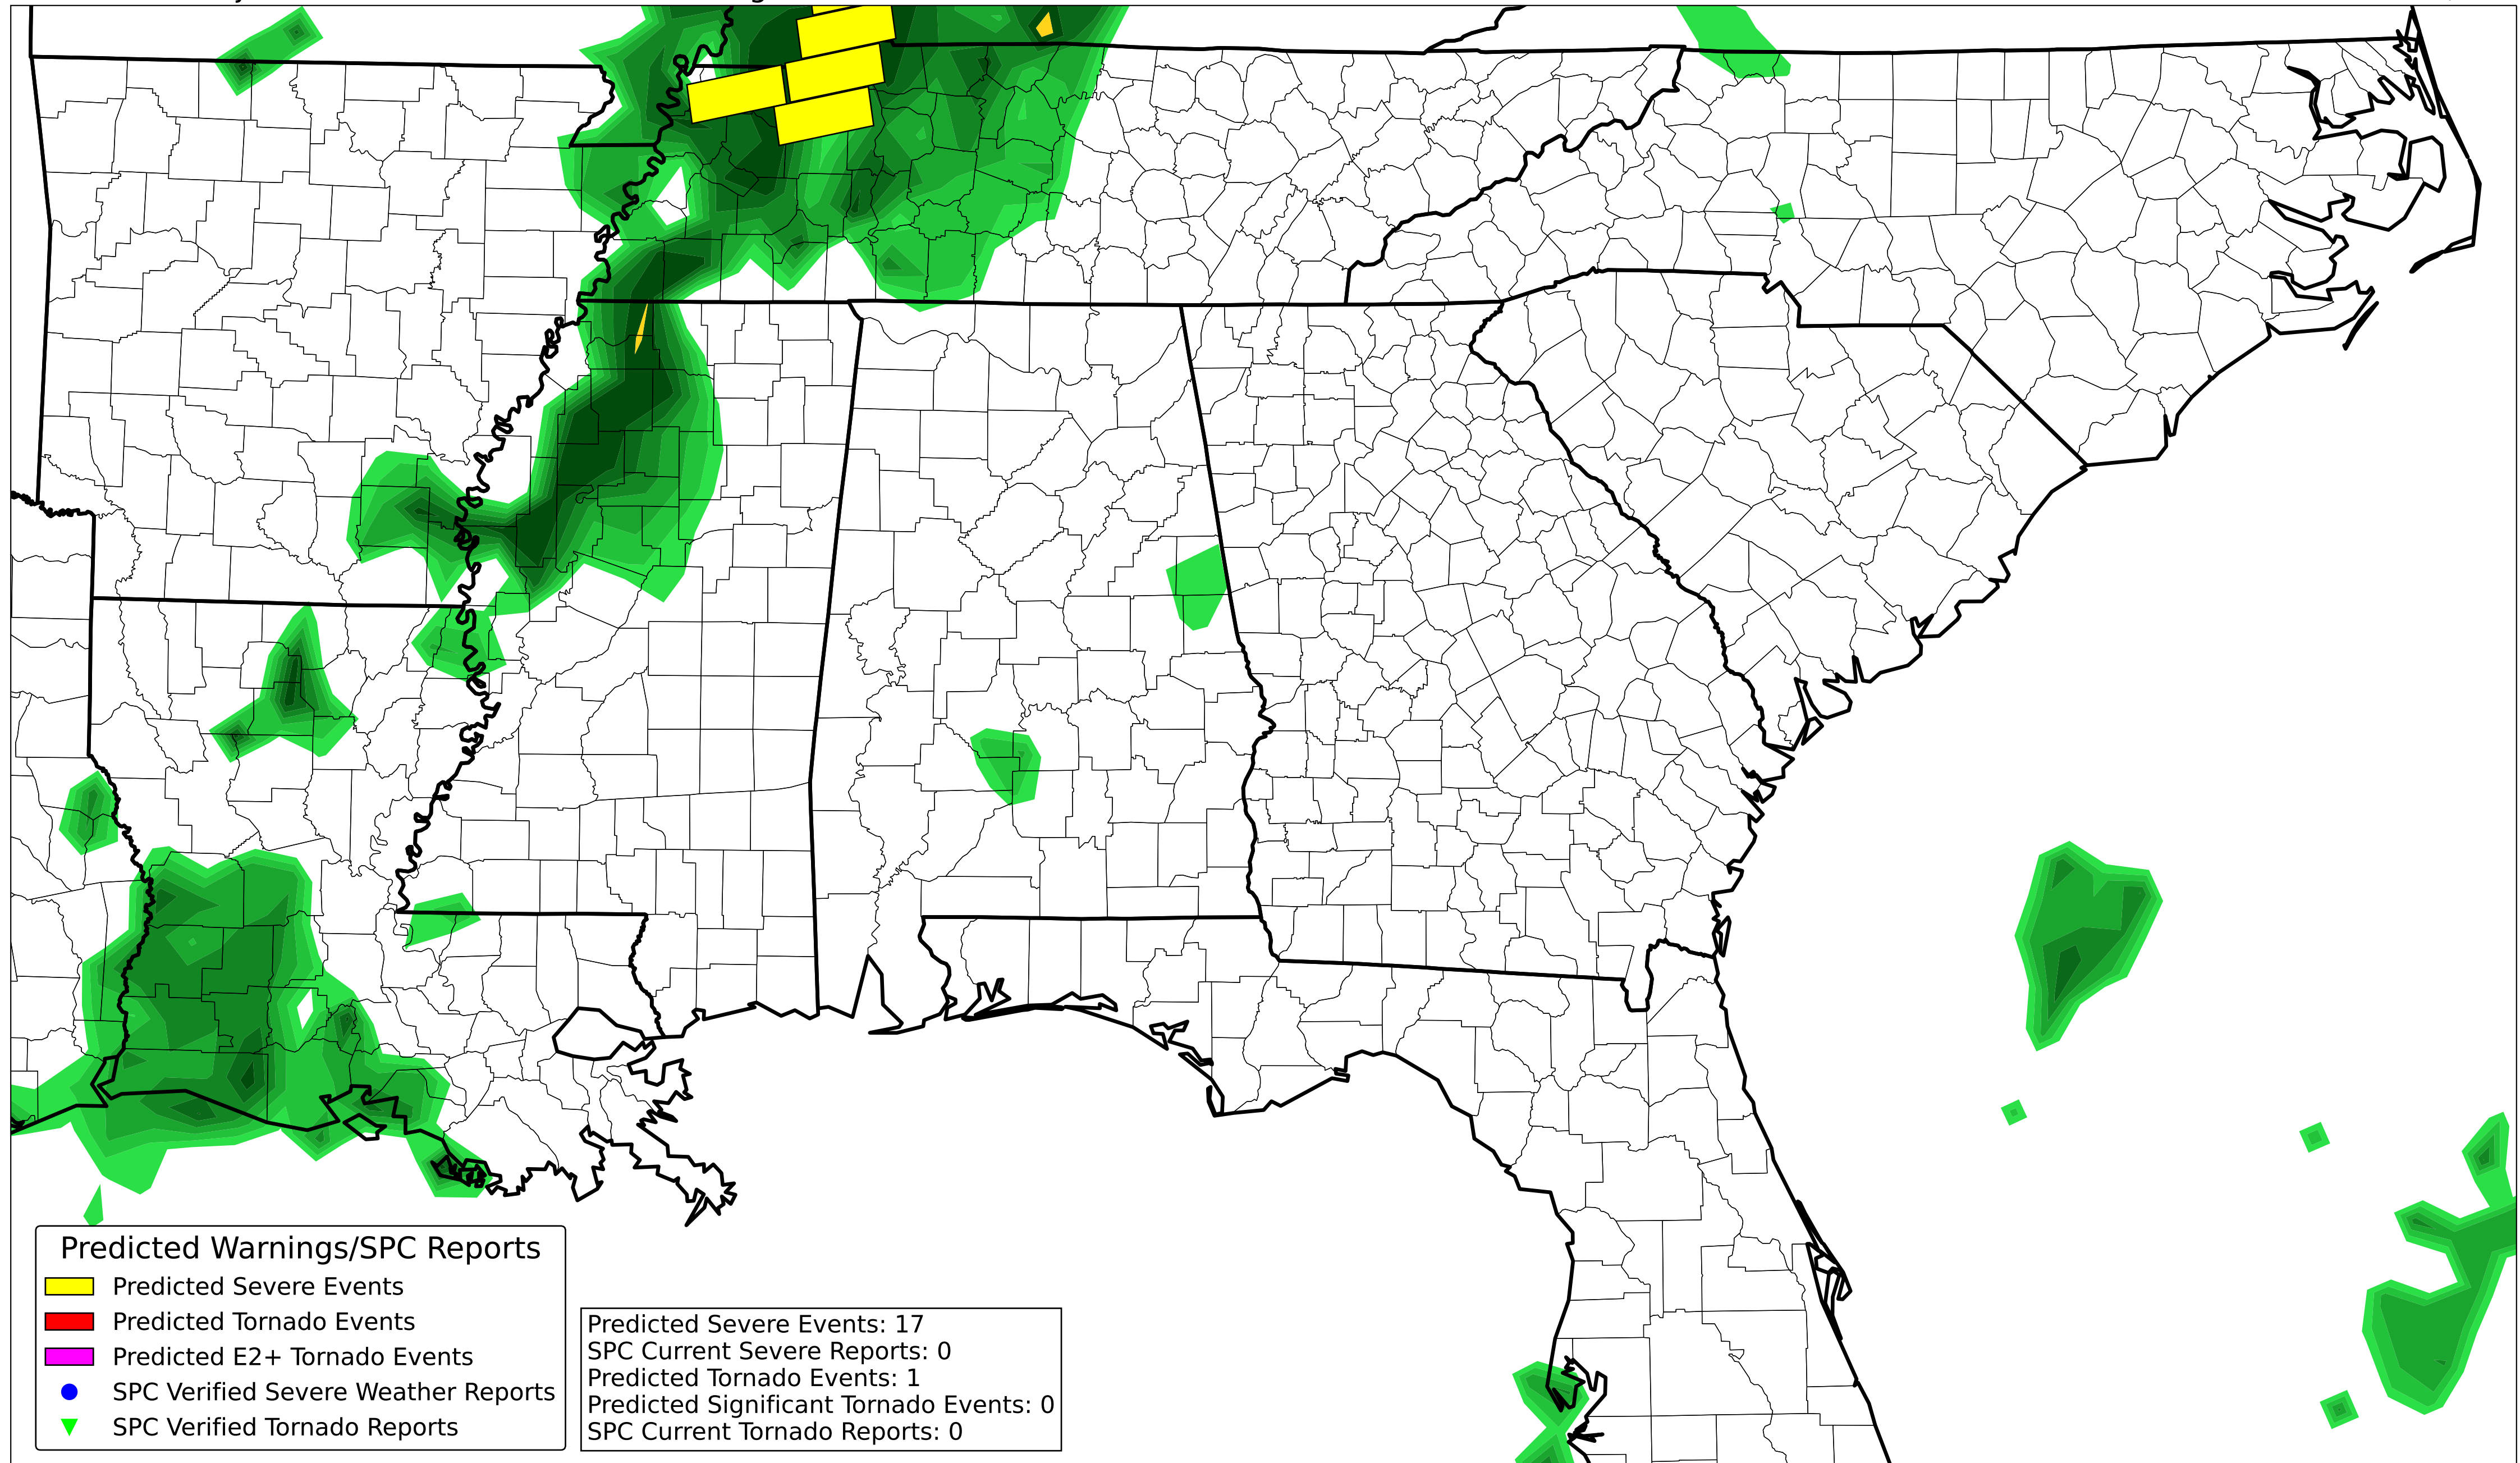 Predicted Warnings/SPC Reports
Predicted Severe Events
Predicted Tornado Events
Predicted E2+ Tornado Events
SPC Verified Severe Weather Reports
SPC Verified Tornado Reports
Predicted Severe Events: 17
SPC Current Severe Reports: 0
Predicted Tornado Events: 1
Predicted Significant Tornado Events: 0
SPC Current Tornado Reports: 0